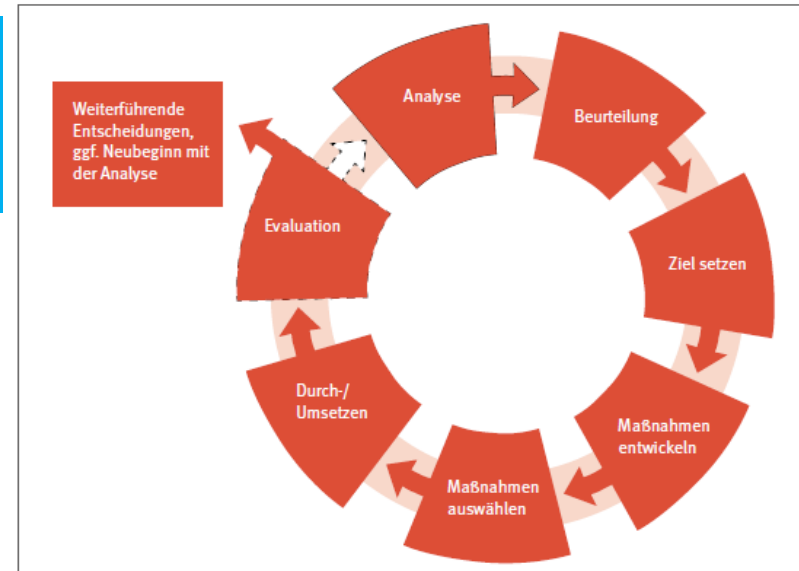 Weiterführende
Entscheidungen,
ggf. Neubeginn mit
der Analyse
Analyse
Beurteilung
Ziel setzen
Maßnahmen
entwickeln
Maßnahmen
auswählen
Durch-/
Umsetzen
Evaluation